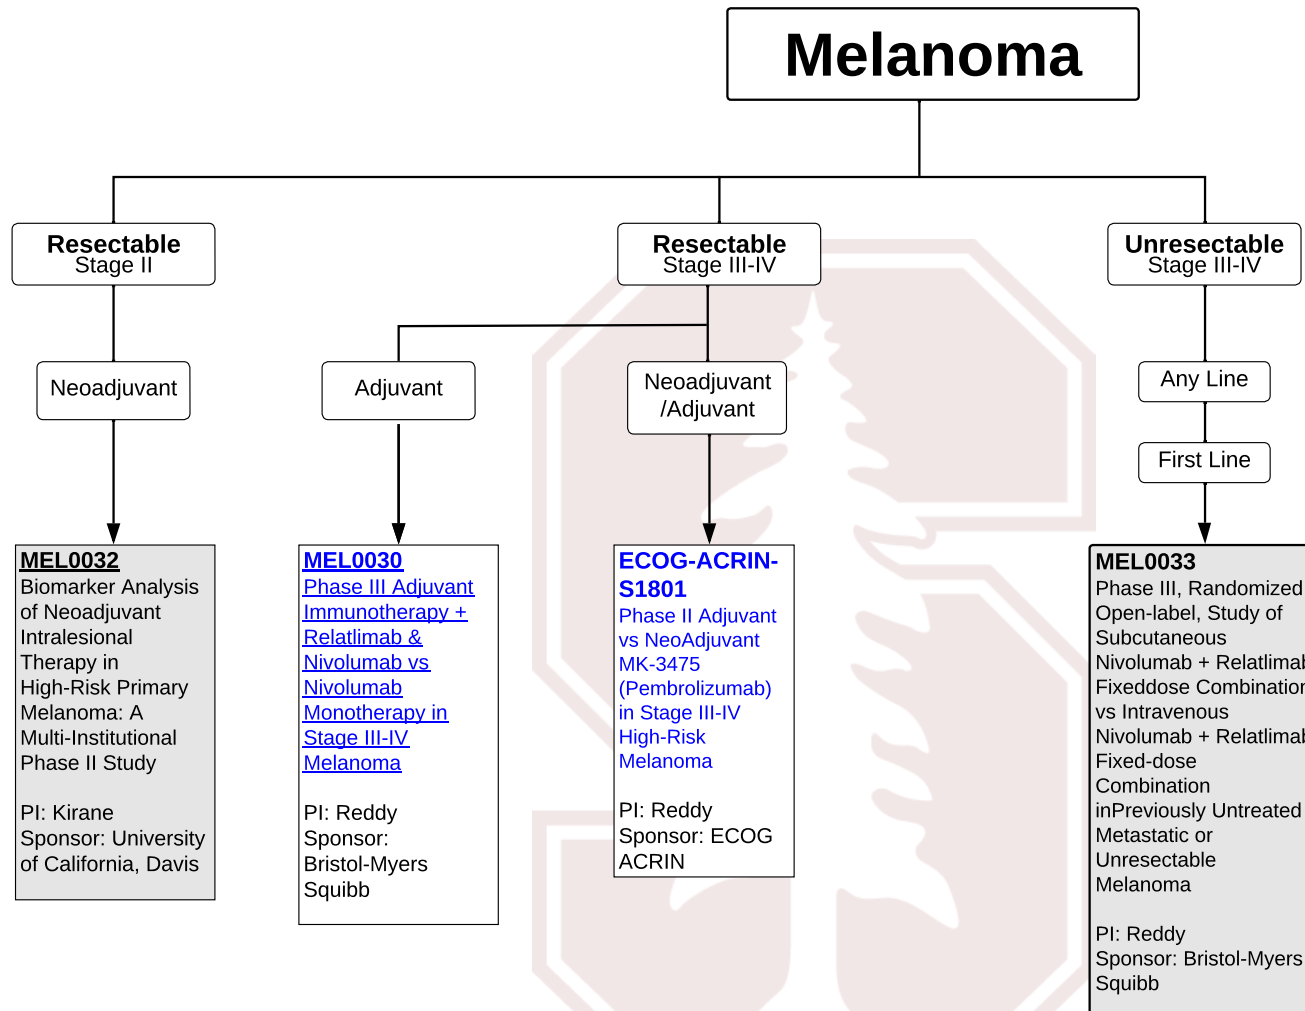 Melanoma
Resectable
Stage II
Resectable
Stage III-IV
Unresectable
Stage III-IV
Neoadjuvant
Adjuvant
Neoadjuvant
/Adjuvant
Any Line
First Line
MEL0032
Biomarker Analysis
of Neoadjuvant
Intralesional
Therapy in
High-Risk Primary
Melanoma: A
Multi-Institutional
Phase II Study
PI: Kirane
Sponsor: University
of California, Davis
MEL0030
Phase III Adjuvant
Immunotherapy +
Relatlimab &
Nivolumab vs
Nivolumab
Monotherapy in
Stage III-IV
Melanoma
PI: Reddy
Sponsor:
Bristol-Myers
Squibb
ECOG-ACRIN-
S1801
Phase II Adjuvant
vs NeoAdjuvant
MK-3475
(Pembrolizumab)
in Stage III-IV
High-Risk
Melanoma
PI: Reddy
Sponsor: ECOG
ACRIN
MEL0033
Phase III, Randomized
Open-label, Study of
Subcutaneous
Nivolumab + Relatlimab
Fixeddose Combination
vs Intravenous
Nivolumab + Relatlimab
Fixed-dose
Combination
inPreviously Untreated
Metastatic or
Unresectable
Melanoma
PI: Reddy
Sponsor: Bristol-Myers
Squibb